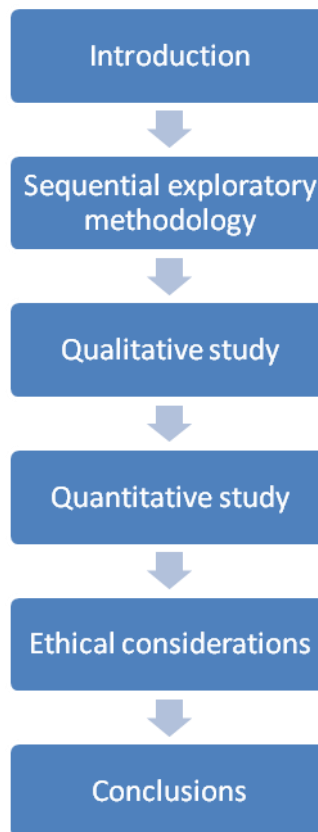 Introduction
Sequential exploratory
methodology
Qualitative study
Quantitative study
Ethical considerations
Conclusions